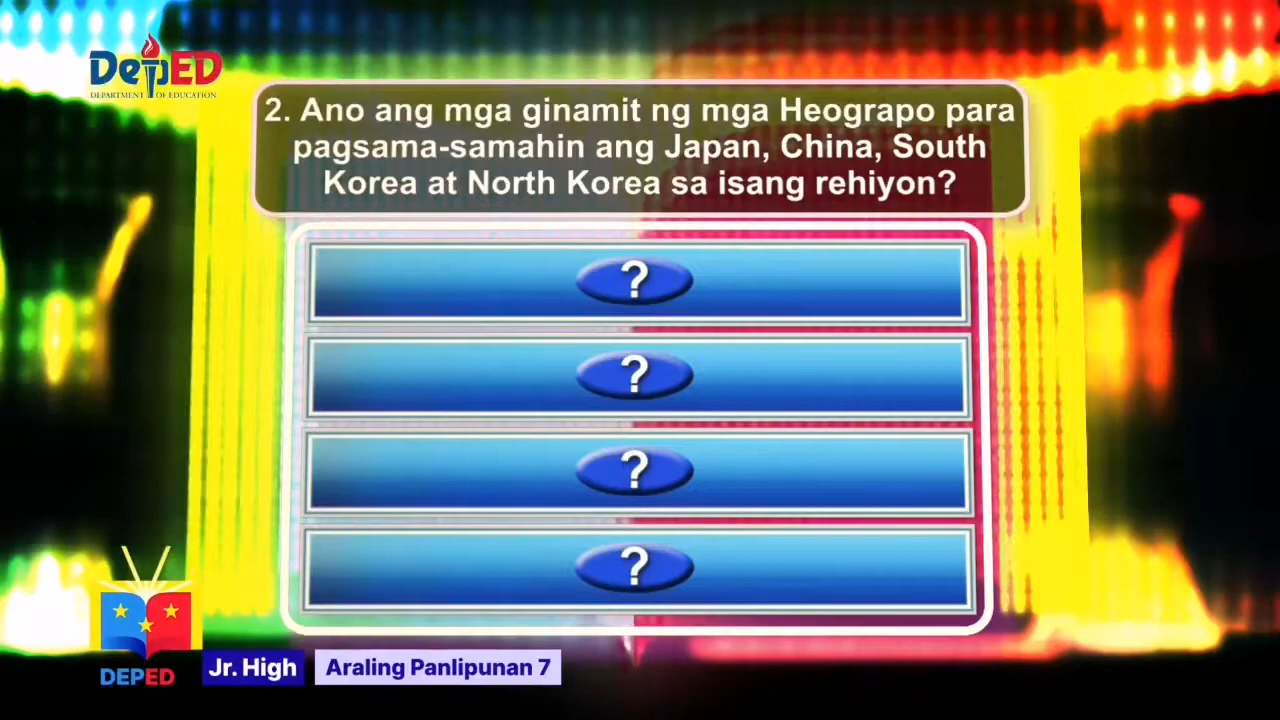 DepED
DEPARTMENT OF EDUCATION
2. Ano ang mga ginamit ng mga Heograpo para
pagsama-samahin ang Japan, China, South
Korea at North Korea sa isang rehiyon?
?
?
?
?
DEPED
Jr. High
Araling Panlipunan 7